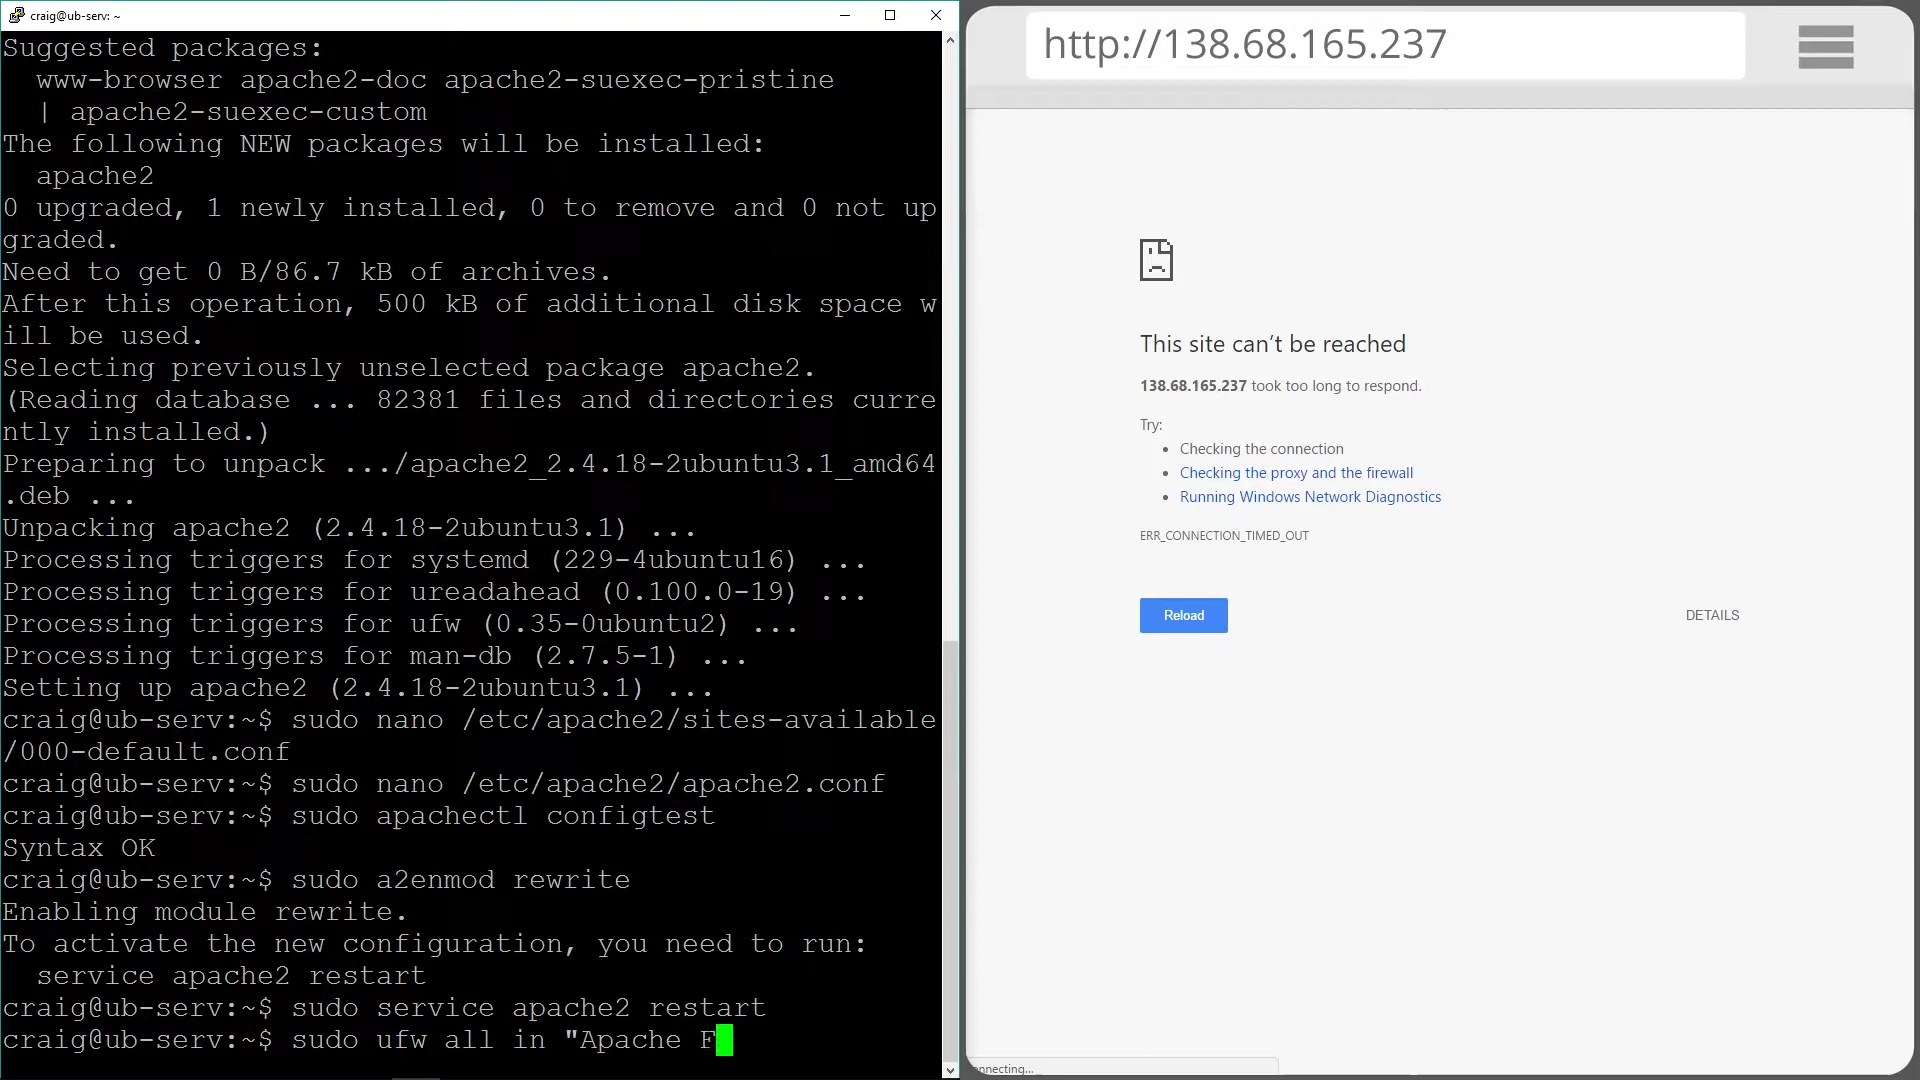 craig@ub-serv: ~
Suggested packages:
www-browser apache2-doc apache2-suexec-pristine
| apache2-suexec-custom
The following NEW packages will be installed:
apache2
0 upgraded, 1 newly installed, 0 to remove and 0 not up
graded.
Need to get 0 B/86.7 kB of archives.
After this operation, 500 kB of additional disk space w
ill be used.
Selecting previously unselected package apache2.
(Reading database ... 82381 files and directories curre
ntly installed.)
Preparing to unpack .../apache2_2.4.18-2ubuntu3.1_amd64
.deb ...
Unpacking apache2 (2.4.18-2ubuntu3.1) ...
Processing triggers for systemd (229-4ubuntu16) ...
Processing triggers for ureadahead (0.100.0-19) ...
Processing triggers for ufw (0.35-0ubuntu2) ...
Processing triggers for man-db (2.7.5-1) ...
Setting up apache2 (2.4.18-2ubuntu3.1) ...
craig@ub-serv:~$ sudo nano /etc/apache2/sites-available
/000-default.conf
craig@ub-serv:~$ sudo nano /etc/apache2/apache2.conf
craig@ub-serv:~$ sudo apachectl configtest
Syntax OK
craig@ub-serv:~$ sudo a2enmod rewrite
Enabling module rewrite.
To activate the new configuration, you need to run:
service apache2 restart
craig@ub-serv:~$ sudo service apache2 restart
craig@ub-serv:~$ sudo ufw all in "Apache F
http://138.68.165.237
This site can’t be reached
138.68.165.237 took too long to respond.
Try:
• Checking the connection
• Checking the proxy and the firewall
• Running Windows Network Diagnostics
ERR_CONNECTION_TIMED_OUT
Reload
DETAILS
nnecting...